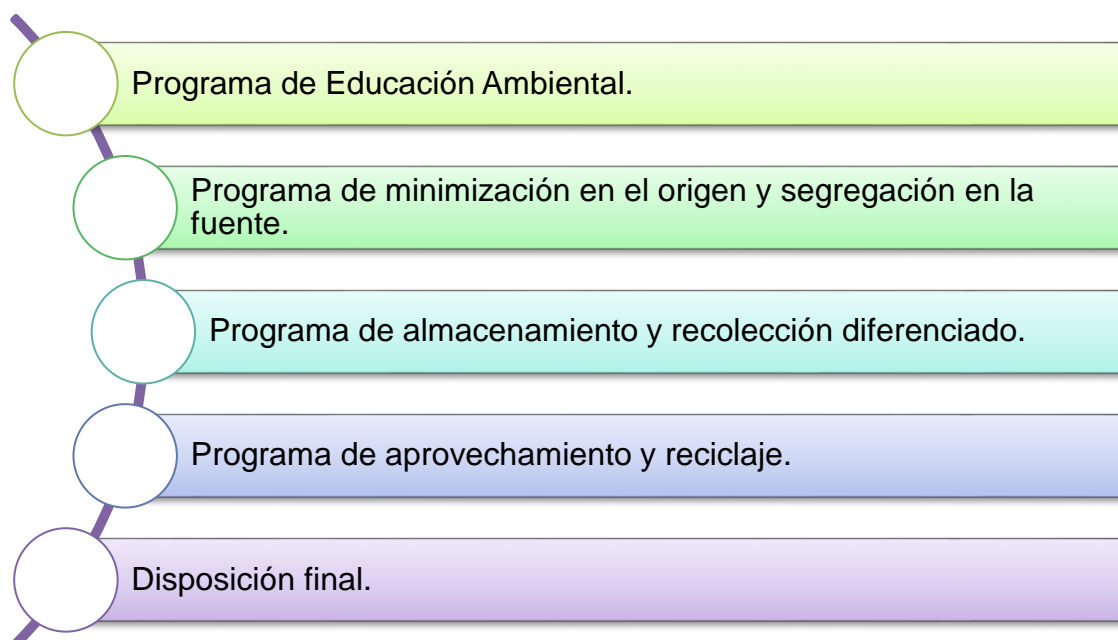 Programa de Educación Ambiental.
Programa de minimización en el origen y segregación en la
fuente.
Programa de almacenamiento y recolección diferenciado.
Programa de aprovechamiento y reciclaje.
Disposición final.